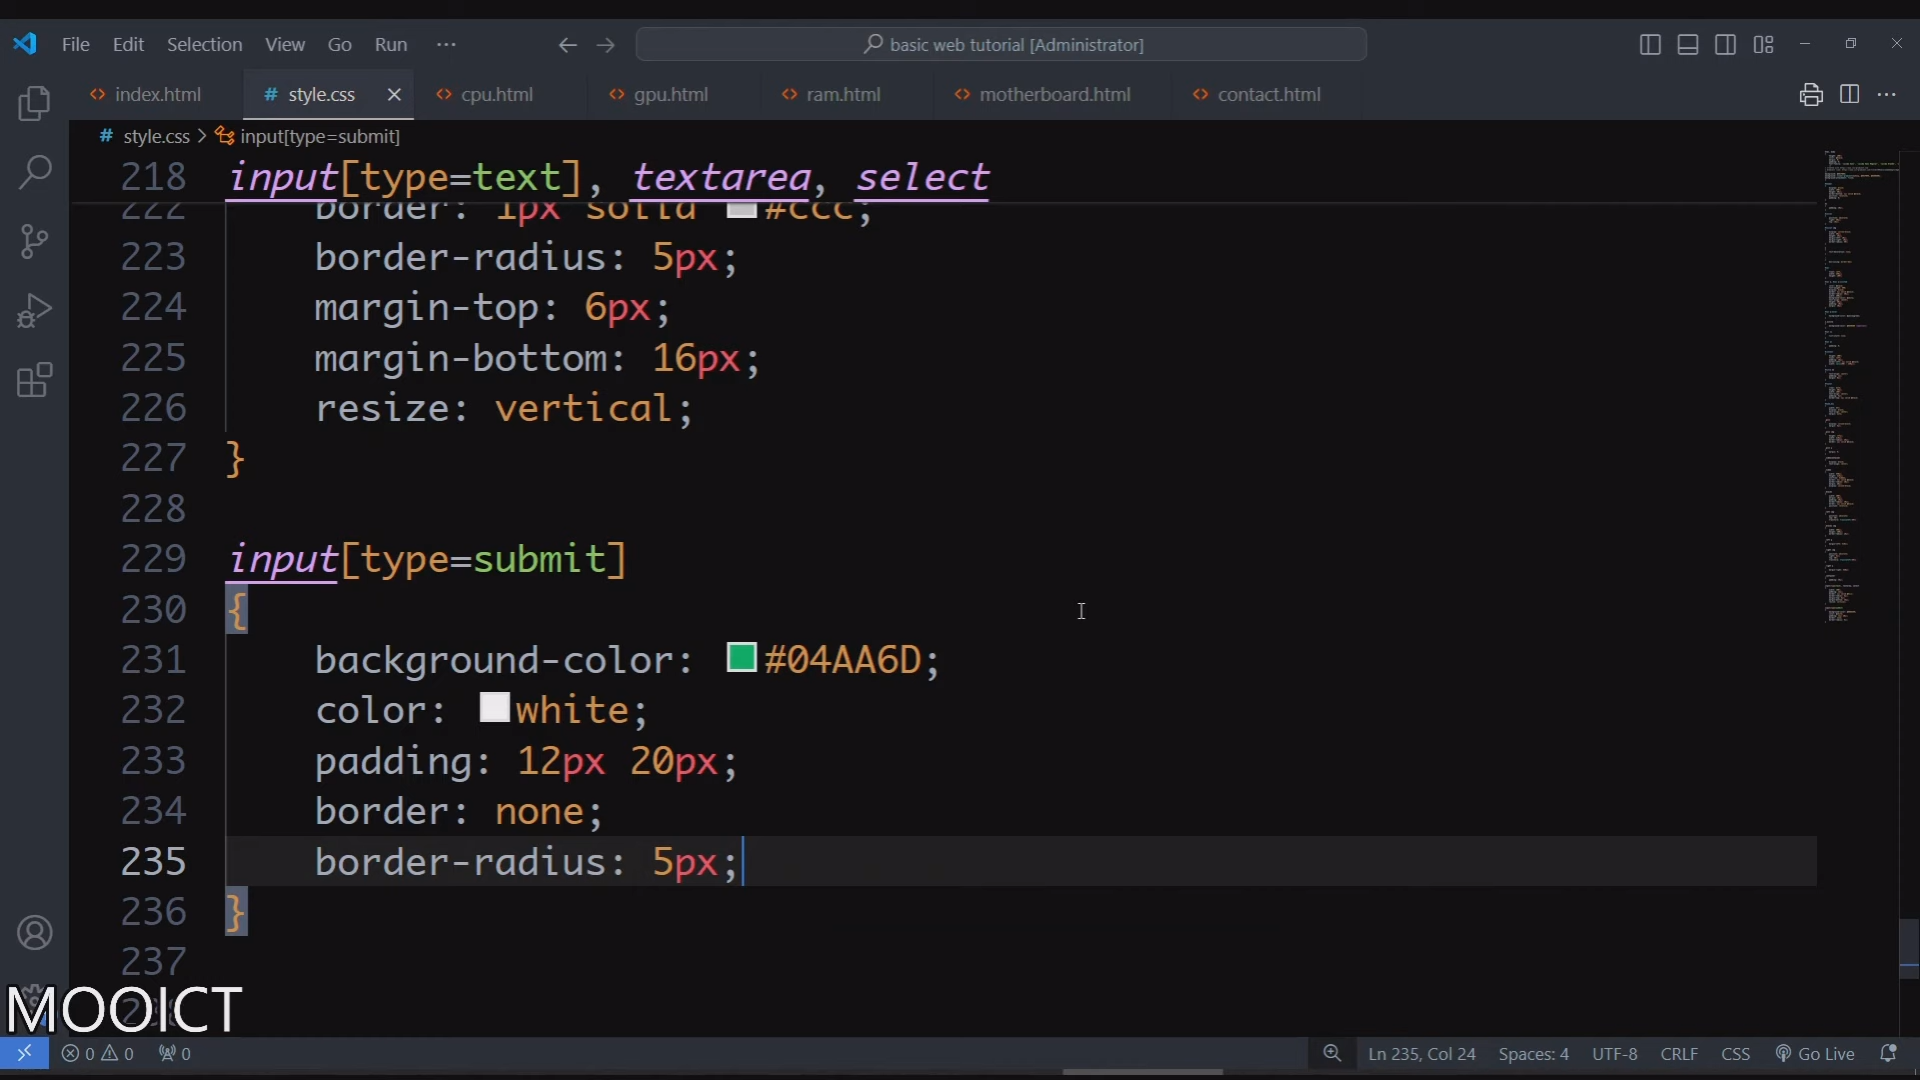 File Edit Selection View Go Run ··· basic web tutorial [Administrator]
index.html # style.css cpu.html gpu.html ram.html motherboard.html contact.html
# style.css > input[type=submit]
218 input[type=text], textarea, select
222 border: 1px solid #ccc;
223 border-radius: 5px;
224 margin-top: 6px;
225 margin-bottom: 16px;
226 resize: vertical;
227 }
228
229 input[type=submit]
230 {
231 background-color: #04AA6D;
232 color: white;
233 padding: 12px 20px;
234 border: none;
235 border-radius: 5px;
236 }
237
MOOICT
0 0 0 Ln 235, Col 24 Spaces: 4 UTF-8 CRLF CSS Go Live